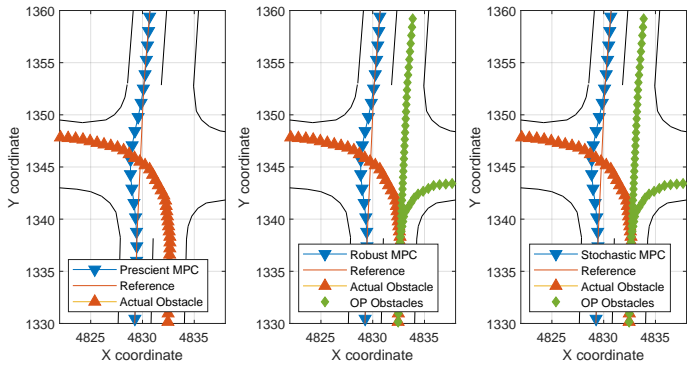 1360
1355
1350
1345
1340
1335
1330
4825
4830
4835
X coordinate
Y coordinate
Prescient MPC
Reference
Actual Obstacle
1360
1355
1350
1345
1340
1335
1330
4825
4830
4835
X coordinate
Y coordinate
Robust MPC
Reference
Actual Obstacle
OP Obstacles
1360
1355
1350
1345
1340
1335
1330
4825
4830
4835
X coordinate
Y coordinate
Stochastic MPC
Reference
Actual Obstacle
OP Obstacles